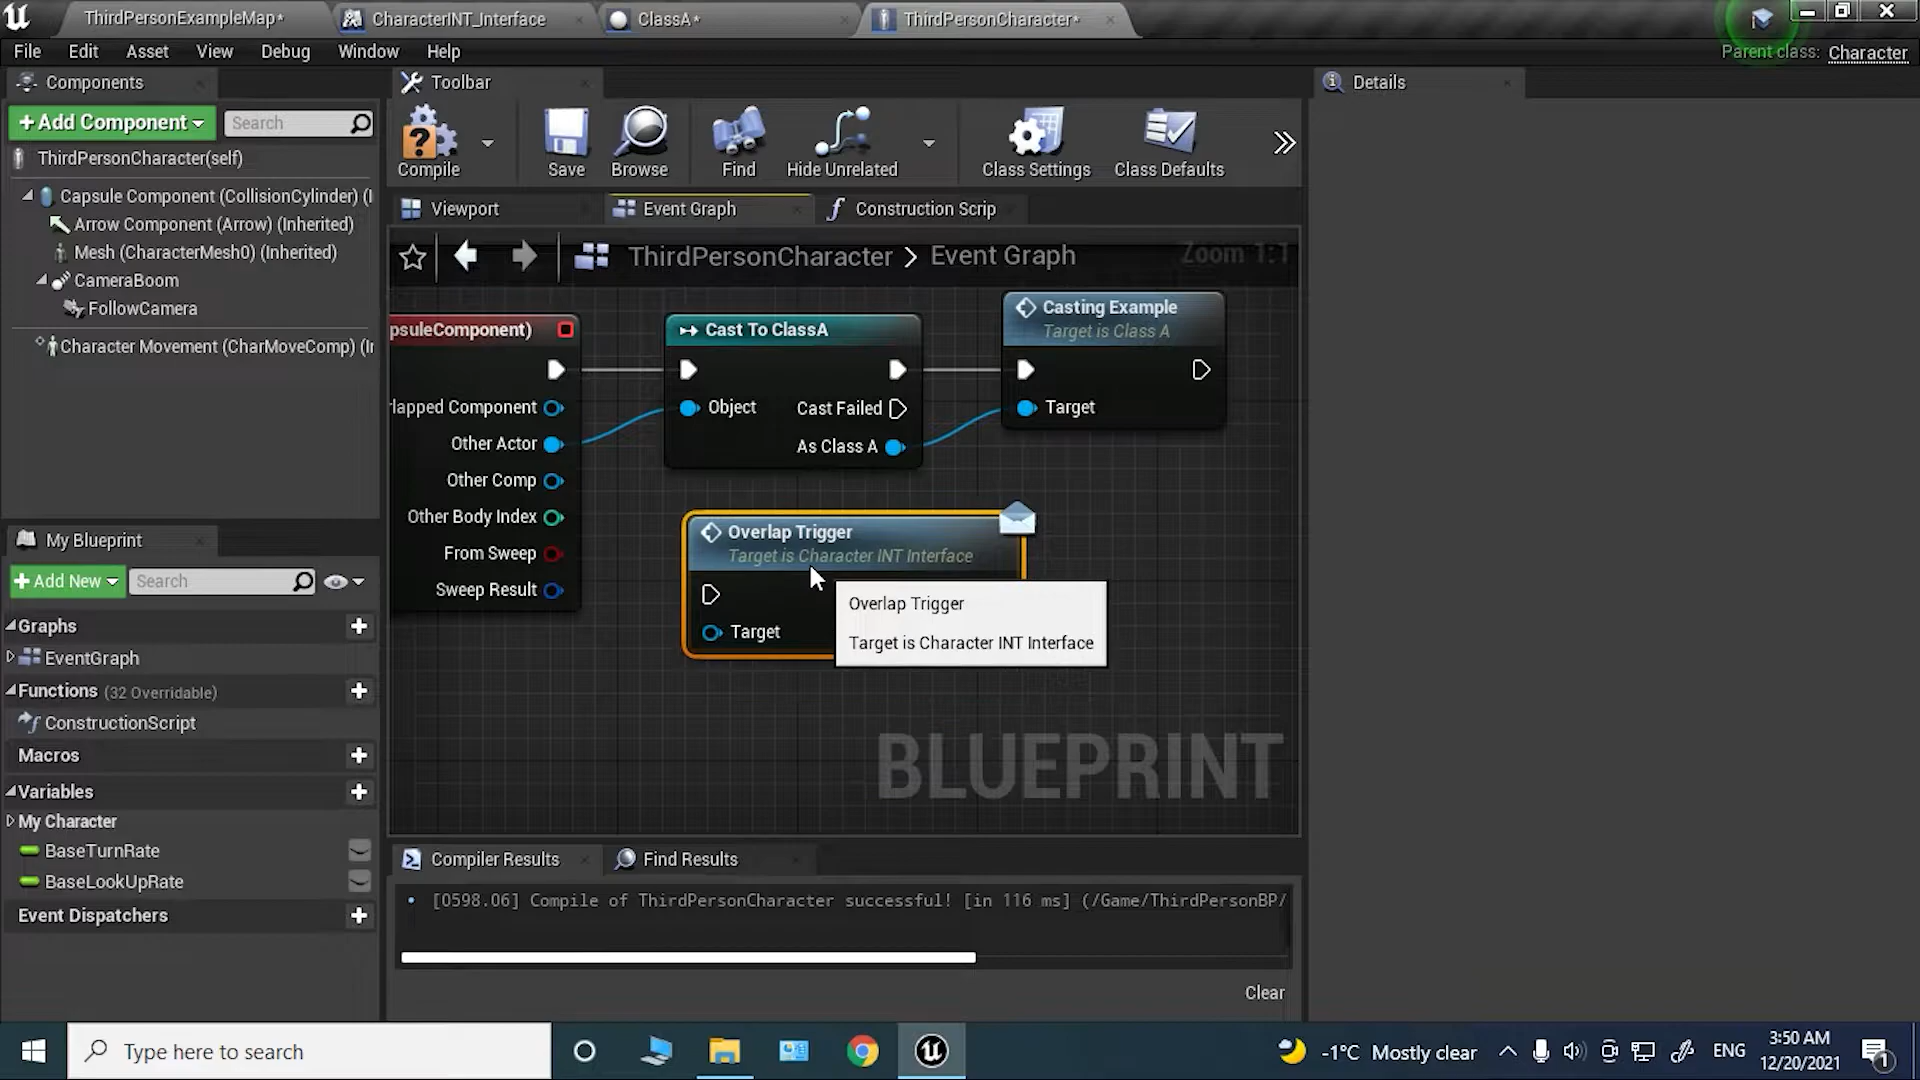 ThirdPersonExampleMap*
CharacterINT_Interface
ClassA*
ThirdPersonCharacter*
File Edit Asset View Debug Window Help
Parent class: Character
Components
+ Add Component
Search
ThirdPersonCharacter(self)
Capsule Component (CollisionCylinder) (I
Arrow Component (Arrow) (Inherited)
Mesh (CharacterMesh0) (Inherited)
CameraBoom
FollowCamera
Character Movement (CharMoveComp) (Ir
Toolbar
Compile
Save
Browse
Find
Hide Unrelated
Class Settings
Class Defaults
Details
Viewport
Event Graph
Construction Scrip
ThirdPersonCharacter > Event Graph
Zoom 1:1
psuleComponent)
lapped Component
Other Actor
Other Comp
Other Body Index
From Sweep
Sweep Result
Cast To ClassA
Object
Cast Failed
As Class A
Casting Example
Target is Class A
Target
Overlap Trigger
Target is Character INT Interface
Target
Overlap Trigger
Target is Character INT Interface
BLUEPRINT
My Blueprint
+ Add New
Search
Graphs
EventGraph
Functions (32 Overridable)
ConstructionScript
Macros
Variables
My Character
BaseTurnRate
BaseLookUpRate
Event Dispatchers
Compiler Results
Find Results
[0598.06] Compile of ThirdPersonCharacter successful! [in 116 ms] (/Game/ThirdPersonBP/
Clear
Type here to search
-1°C Mostly clear
ENG
3:50 AM
12/20/2021
1